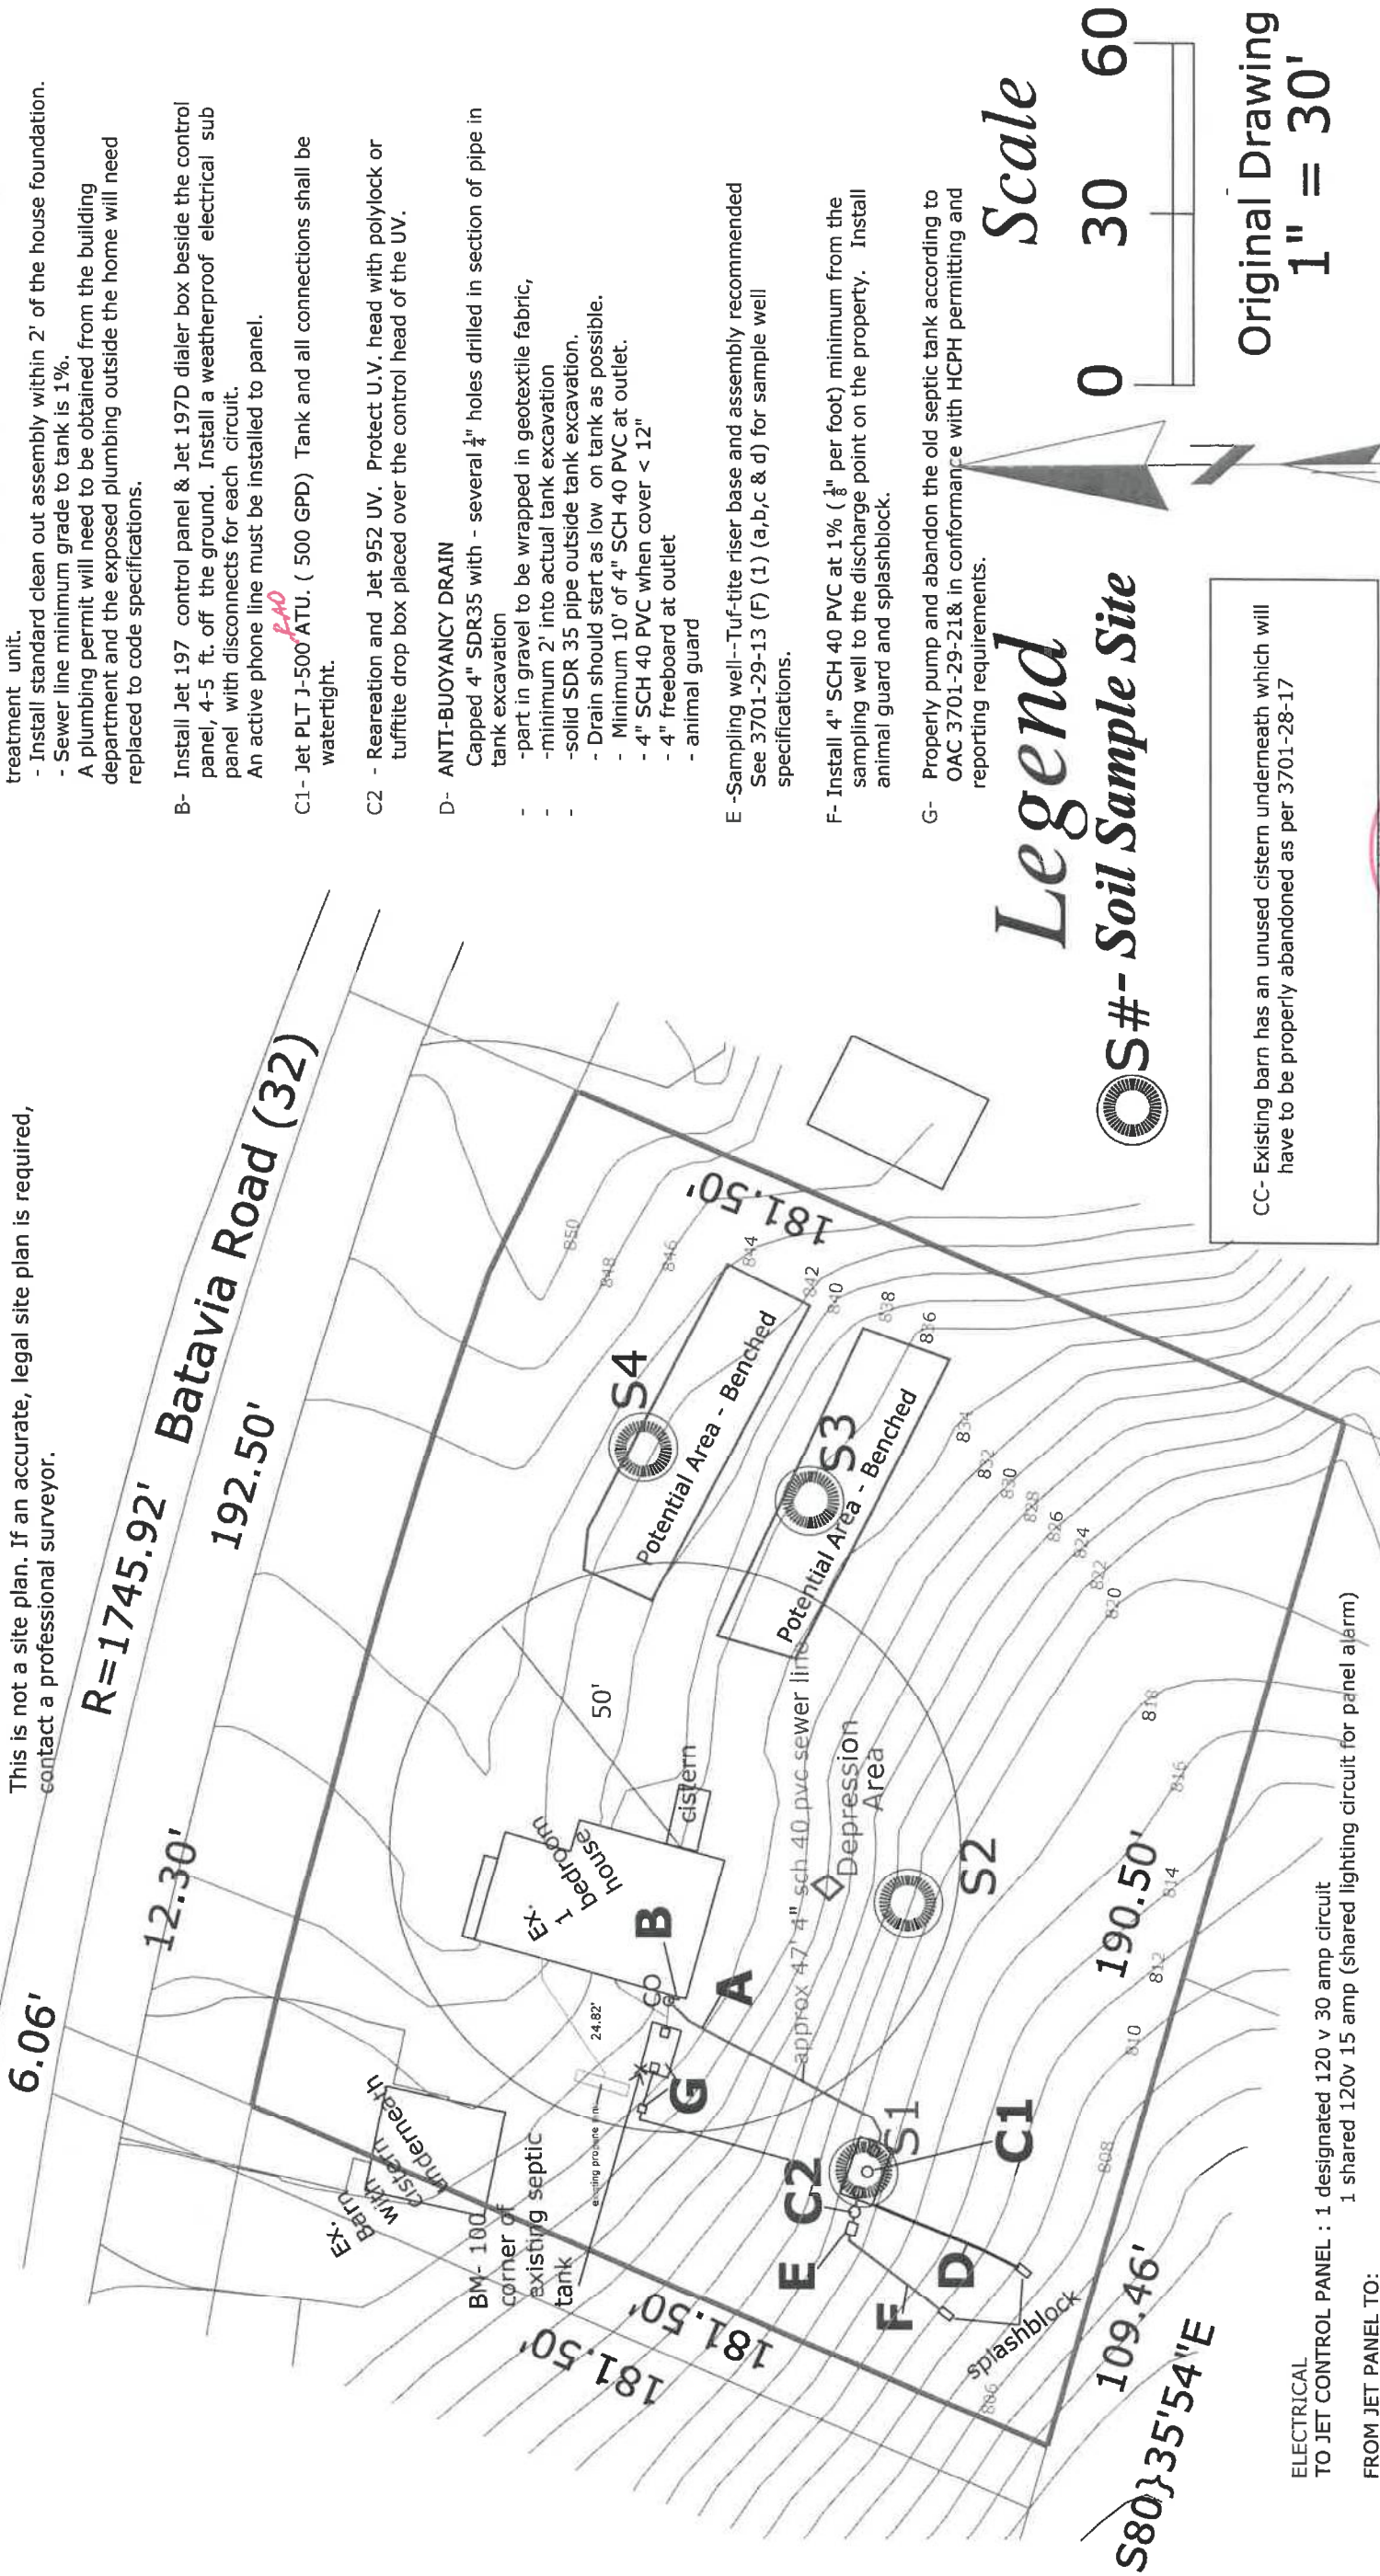 This is not a site plan. If an accurate, legal site plan is required,
contact a professional surveyor.
6.06'
R=1745.92'
Batavia Road (32)
12.30'
192.50'
Ex.
Barn
with
cistern
underneath
Ex.
1
bedroom
house
BM- 100
corner of
existing septic
tank
24.82'
CO
B
cistern
50'
A
G
850
848
846
844
842
840
838
836
834
832
830
828
826
824
822
820
818
816
814
812
810
808
806
S4
Potential Area - Benched
S3
Potential Area - Benched
181.50'
181.50'
181.50'
approx 47' 4" sch 40 pvc sewer line
Depression
Area
S2
S1
C2
E
C1
F
D
splashblock
190.50'
109.46'
S80}35'54"E
ELECTRICAL
TO JET CONTROL PANEL : 1 designated 120 v 30 amp circuit
1 shared 120v 15 amp (shared lighting circuit for panel alarm)
FROM JET PANEL TO:
treatment unit.
- Install standard clean out assembly within 2' of the house foundation.
- Sewer line minimum grade to tank is 1%.
A plumbing permit will need to be obtained from the building
department and the exposed plumbing outside the home will need
replaced to code specifications.
B- Install Jet 197 control panel & Jet 197D dialer box beside the control
panel, 4-5 ft. off the ground. Install a weatherproof electrical sub
panel with disconnects for each circuit.
An active phone line must be installed to panel.
C1- Jet PLT J-500 ATU. ( 500 GPD) Tank and all connections shall be
watertight.
C2 - Reareation and Jet 952 UV. Protect U.V. head with polylock or
tufftite drop box placed over the control head of the UV.
D- ANTI-BUOYANCY DRAIN
Capped 4" SDR35 with - several 1/4" holes drilled in section of pipe in
tank excavation
- -part in gravel to be wrapped in geotextile fabric,
- -minimum 2' into actual tank excavation
- -solid SDR 35 pipe outside tank excavation.
- Drain should start as low on tank as possible.
- Minimum 10' of 4" SCH 40 PVC at outlet.
- 4" SCH 40 PVC when cover < 12"
- 4" freeboard at outlet
- animal guard
E -Sampling well--Tuf-tite riser base and assembly recommended
See 3701-29-13 (F) (1) (a,b,c & d) for sample well
specifications.
F- Install 4" SCH 40 PVC at 1% ( 1/8" per foot) minimum from the
sampling well to the discharge point on the property. Install
animal guard and splashblock.
G- Properly pump and abandon the old septic tank according to
OAC 3701-29-21& in conformance with HCPH permitting and
reporting requirements.
Legend
S#- Soil Sample Site
CC- Existing barn has an unused cistern underneath which will
have to be properly abandoned as per 3701-28-17
Scale
0 30 60
Original Drawing
1" = 30'